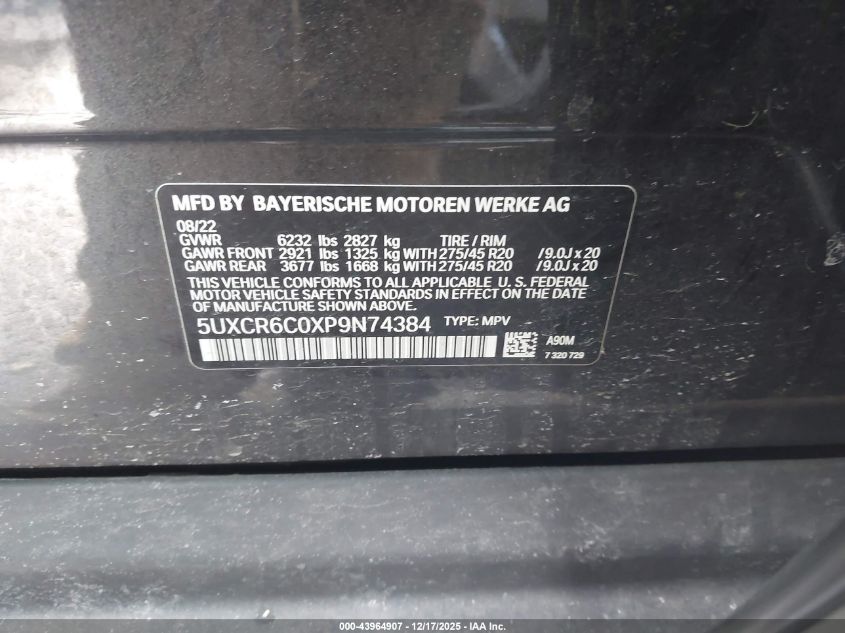 MFD BY BAYERISCHE MOTOREN WERKE AG
08/22
GVWR 6232 lbs 2827 kg TIRE / RIM
GAWR FRONT 2921 lbs 1325 kg WITH 275/45 R20 / 9.0J x 20
GAWR REAR 3677 lbs 1668 kg WITH 275/45 R20 / 9.0J x 20
THIS VEHICLE CONFORMS TO ALL APPLICABLE U. S. FEDERAL
MOTOR VEHICLE SAFETY STANDARDS IN EFFECT ON THE DATE
OF MANUFACTURE SHOWN ABOVE.
5UXCR6C0XP9N74384 TYPE: MPV
A90M
7 320 729
000-43964907 - 12/17/2025 - IAA Inc.